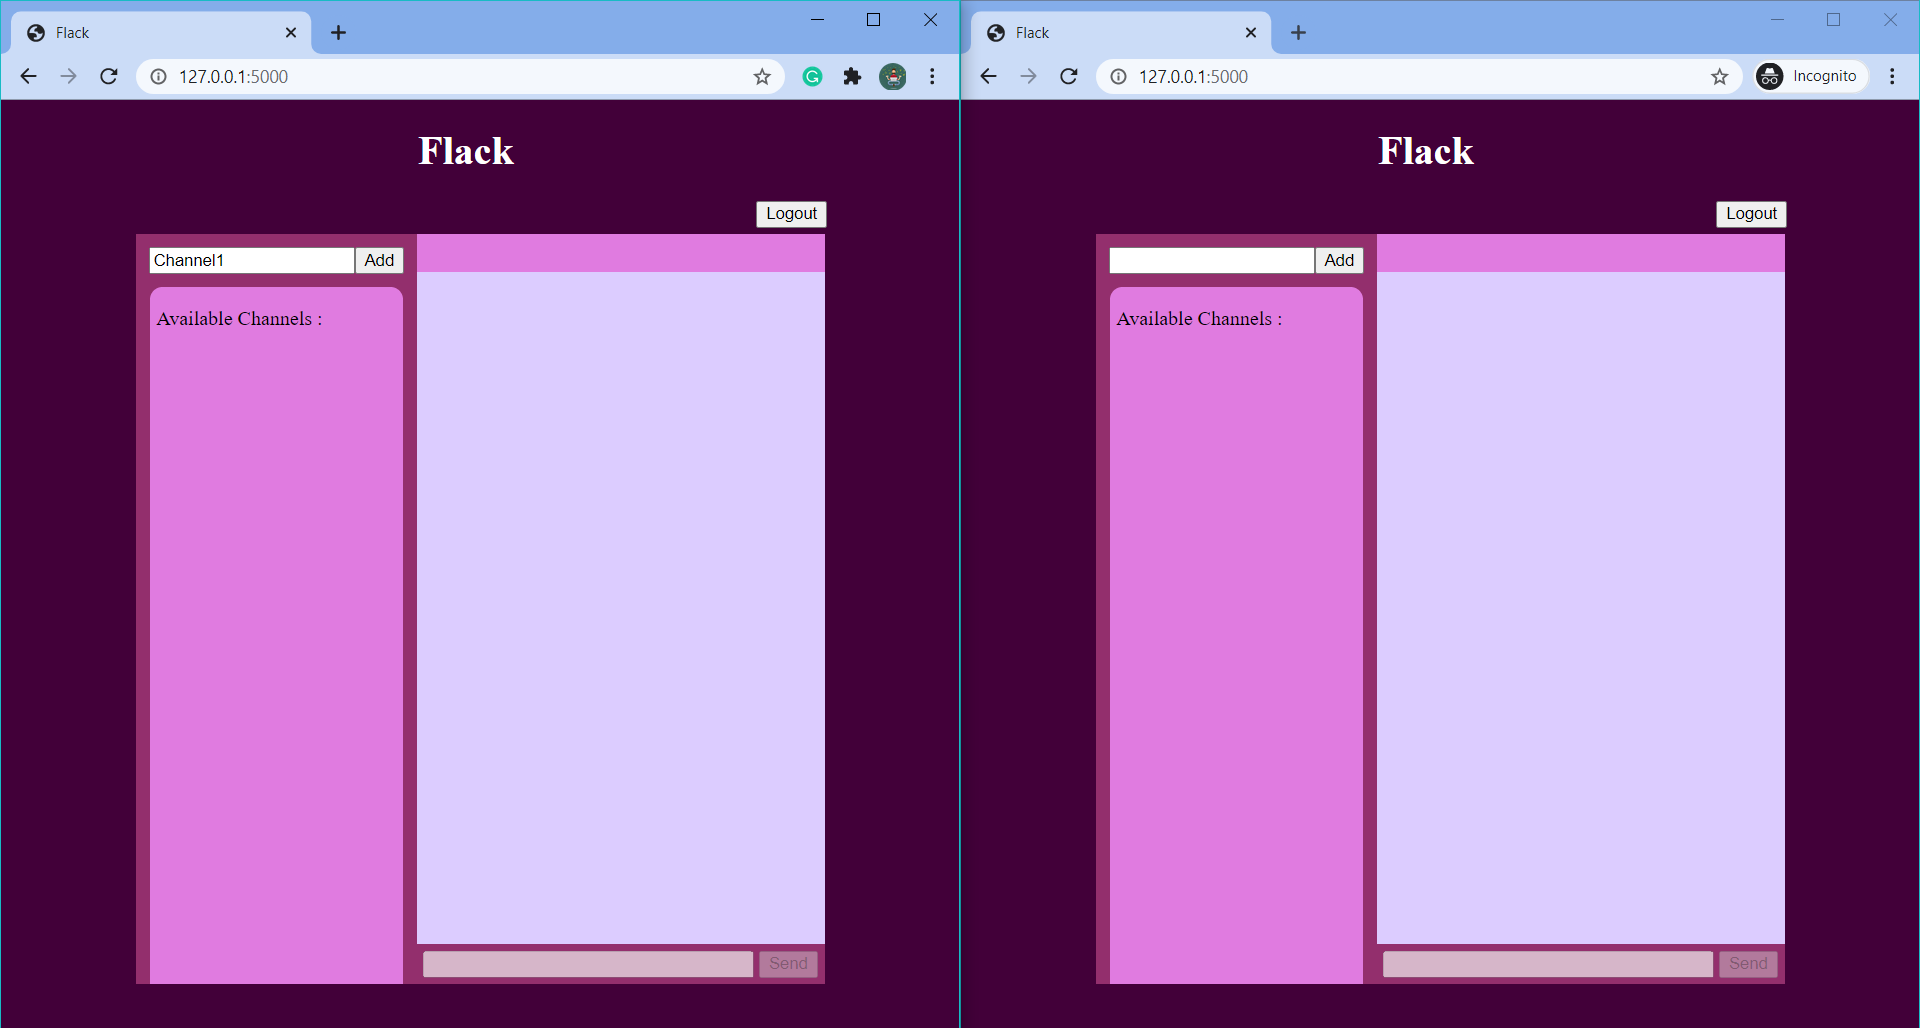 Flack
127.0.0.1:5000
Flack
Logout
Channel1 Add
Available Channels :
Send
Flack
127.0.0.1:5000
Incognito
Flack
Logout
Add
Available Channels :
Send